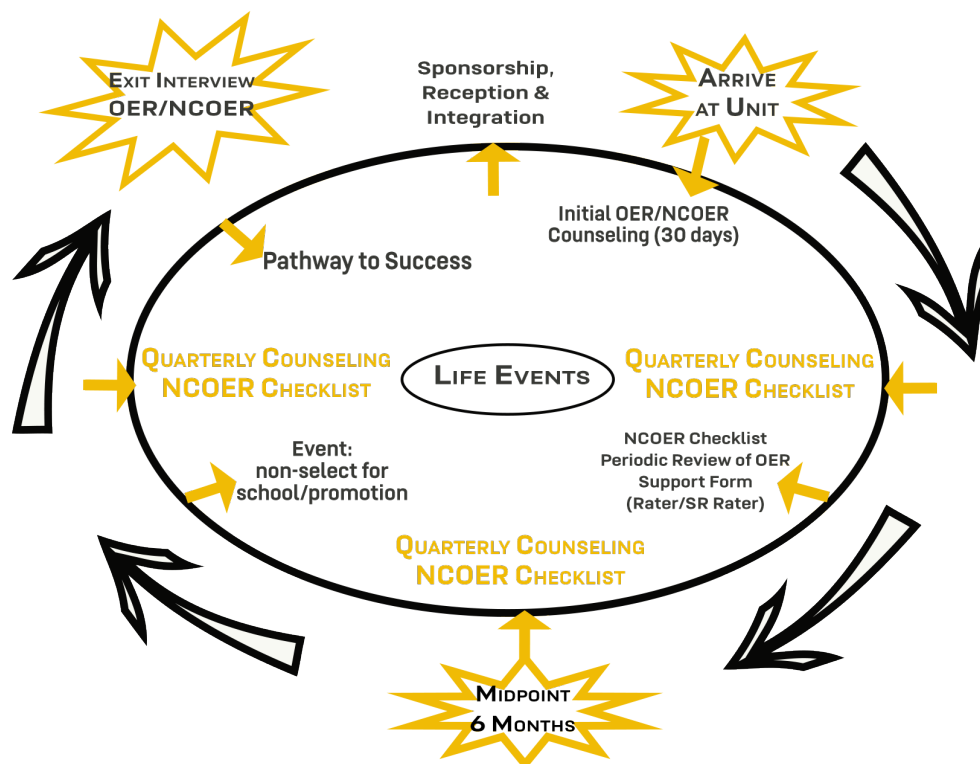 Exit Interview
OER/NCOER
Sponsorship,
Reception &
Integration
Arrive
at Unit
Initial OER/NCOER
Counseling (30 days)
Pathway to Success
Quarterly Counseling
NCOER Checklist
Life Events
Quarterly Counseling
NCOER Checklist
Event:
non-select for
school/promotion
NCOER Checklist
Periodic Review of OER
Support Form
(Rater/SR Rater)
Quarterly Counseling
NCOER Checklist
Midpoint
6 Months